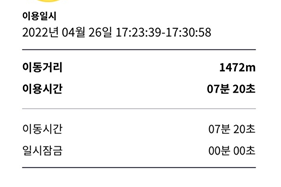 이용일시
2022년 04월 26일 17:23:39-17:30:58
이동거리 1472m
이용시간 07분 20초
이동시간 07분 20초
일시잠금 00분 00초